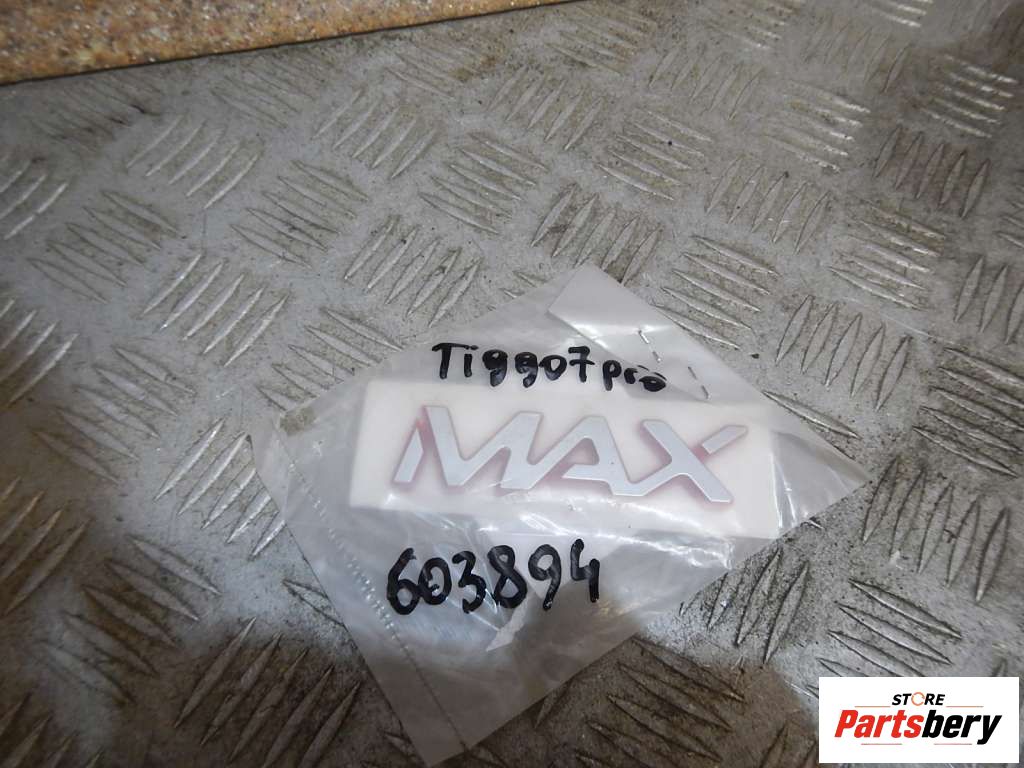 Tiggo7pro
MAX
603894
STORE
Partsbery